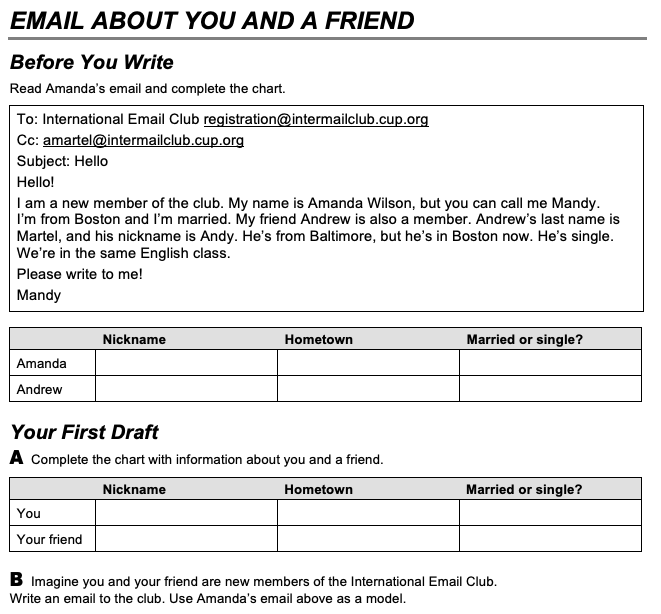 EMAIL ABOUT YOU AND A FRIEND
Before You Write
Read Amanda's email and complete the chart.
To: International Email Club registration@intermailclub.cup.org
Cc: amartel@intermailclub.cup.org
Subject: Hello
Hello!
I am a new member of the club. My name is Amanda Wilson, but you can call me Mandy.
I'm from Boston and I'm married. My friend Andrew is also a member. Andrew's last name is
Martel, and his nickname is Andy. He's from Baltimore, but he's in Boston now. He's single.
We're in the same English class.
Please write to me!
Mandy
Nickname Hometown Married or single?
Amanda
Andrew
Your First Draft
A Complete the chart with information about you and a friend.
Nickname Hometown Married or single?
You
Your friend
B Imagine you and your friend are new members of the International Email Club.
Write an email to the club. Use Amanda's email above as a model.